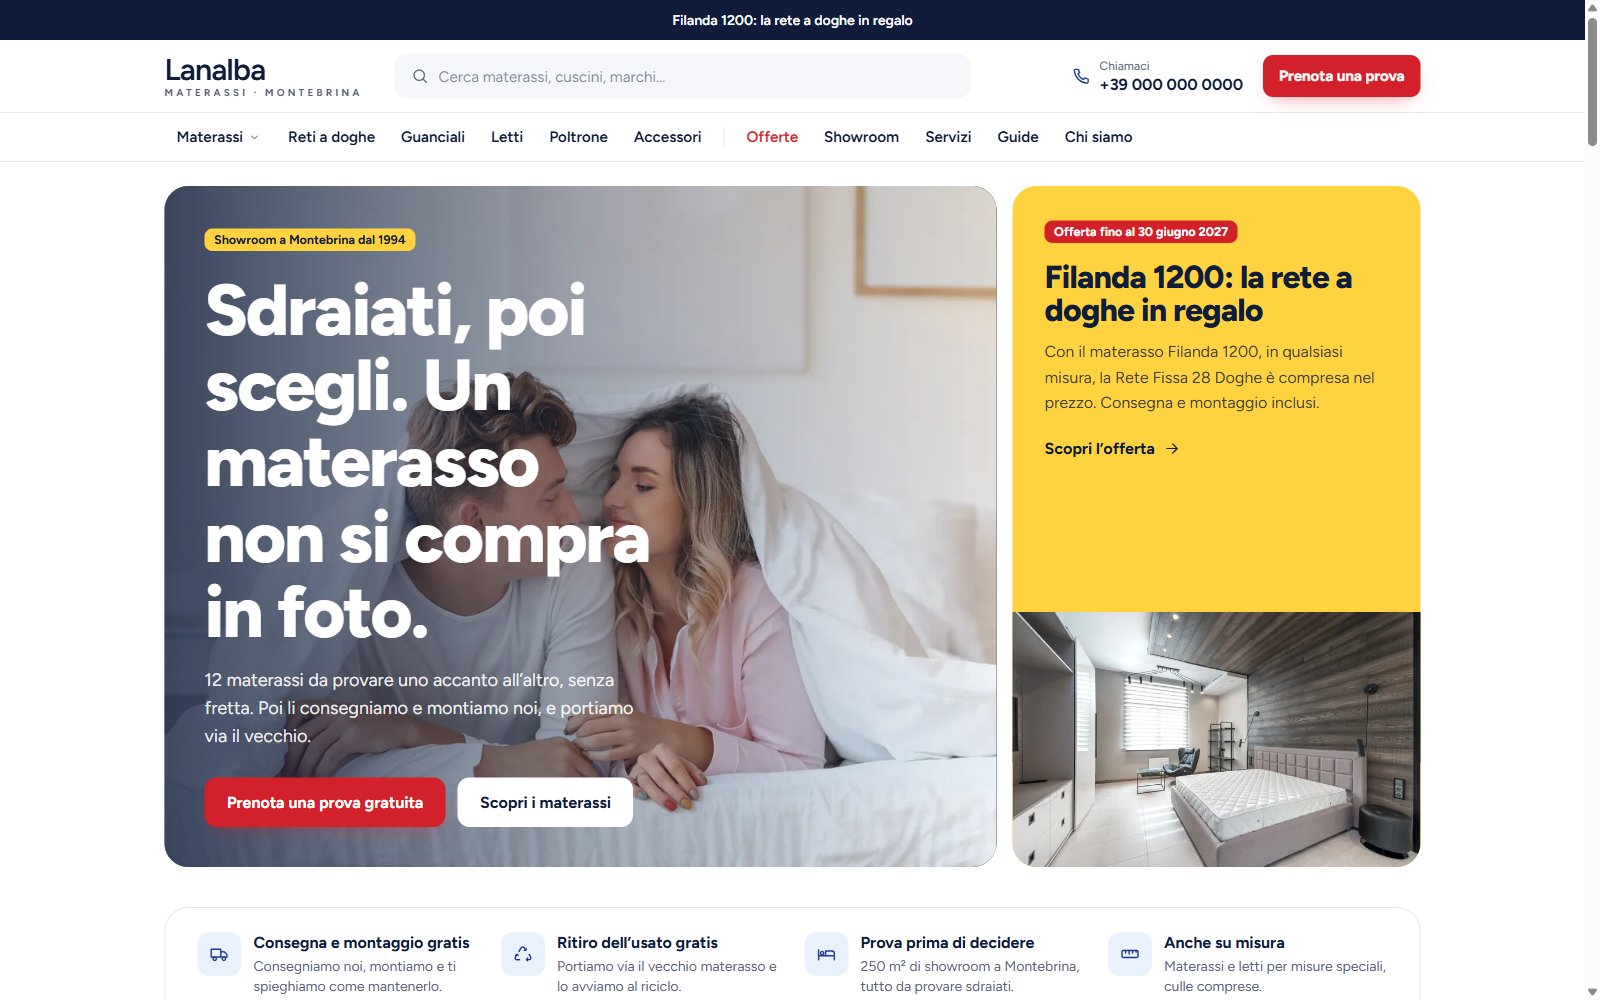 Filanda 1200: la rete a doghe in regalo
Lanalba
MATERASSI · MONTEBRINA
Cerca materassi, cuscini, marchi...
Chiamaci
+39 000 000 0000
Prenota una prova
Materassi
Reti a doghe
Guanciali
Letti
Poltrone
Accessori
Offerte
Showroom
Servizi
Guide
Chi siamo
Showroom a Montebrina dal 1994
Sdraiati, poi
scegli. Un
materasso
non si compra
in foto.
12 materassi da provare uno accanto all’altro, senza
fretta. Poi li consegniamo e montiamo noi, e portiamo
via il vecchio.
Prenota una prova gratuita
Scopri i materassi
Offerta fino al 30 giugno 2027
Filanda 1200: la rete a
doghe in regalo
Con il materasso Filanda 1200, in qualsiasi
misura, la Rete Fissa 28 Doghe è compresa nel
prezzo. Consegna e montaggio inclusi.
Scopri l’offerta
Consegna e montaggio gratis
Consegniamo noi, montiamo e ti
spieghiamo come mantenerlo.
Ritiro dell’usato gratis
Portiamo via il vecchio materasso e
lo avviamo al riciclo.
Prova prima di decidere
250 m² di showroom a Montebrina,
tutto da provare sdraiati.
Anche su misura
Materassi e letti per misure speciali,
culle comprese.